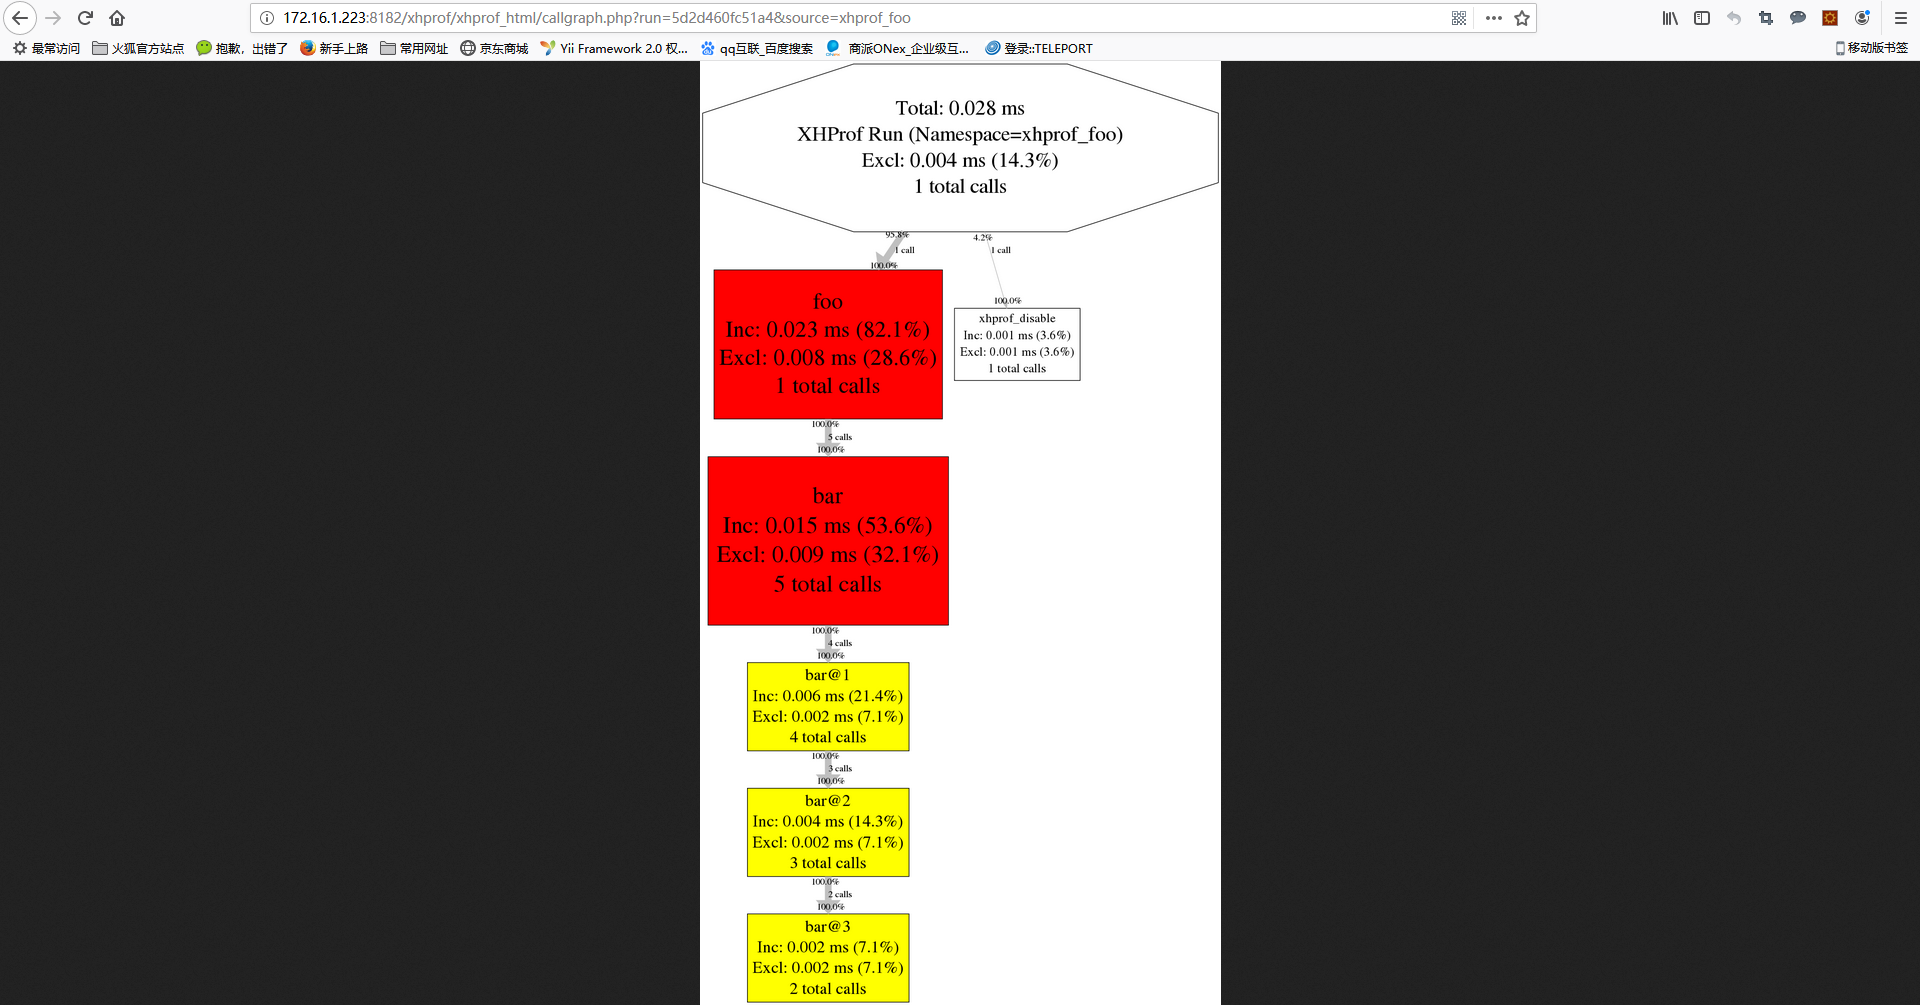 172.16.1.223:8182/xhprof/xhprof_html/callgraph.php?run=5d2d460fc51a4&source=xhprof_foo
最常访问 火狐官方站点 抱歉，出错了 新手上路 常用网址 京东商城 Yii Framework 2.0 权... qq互联_百度搜索 商派ONex_企业级互... 登录::TELEPORT 移动版书签
Total: 0.028 ms
XHProf Run (Namespace=xhprof_foo)
Excl: 0.004 ms (14.3%)
1 total calls
95.8%
1 call
100.0%
4.2%
1 call
100.0%
foo
Inc: 0.023 ms (82.1%)
Excl: 0.008 ms (28.6%)
1 total calls
xhprof_disable
Inc: 0.001 ms (3.6%)
Excl: 0.001 ms (3.6%)
1 total calls
100.0%
5 calls
100.0%
bar
Inc: 0.015 ms (53.6%)
Excl: 0.009 ms (32.1%)
5 total calls
100.0%
4 calls
100.0%
bar@1
Inc: 0.006 ms (21.4%)
Excl: 0.002 ms (7.1%)
4 total calls
100.0%
3 calls
100.0%
bar@2
Inc: 0.004 ms (14.3%)
Excl: 0.002 ms (7.1%)
3 total calls
100.0%
2 calls
100.0%
bar@3
Inc: 0.002 ms (7.1%)
Excl: 0.002 ms (7.1%)
2 total calls